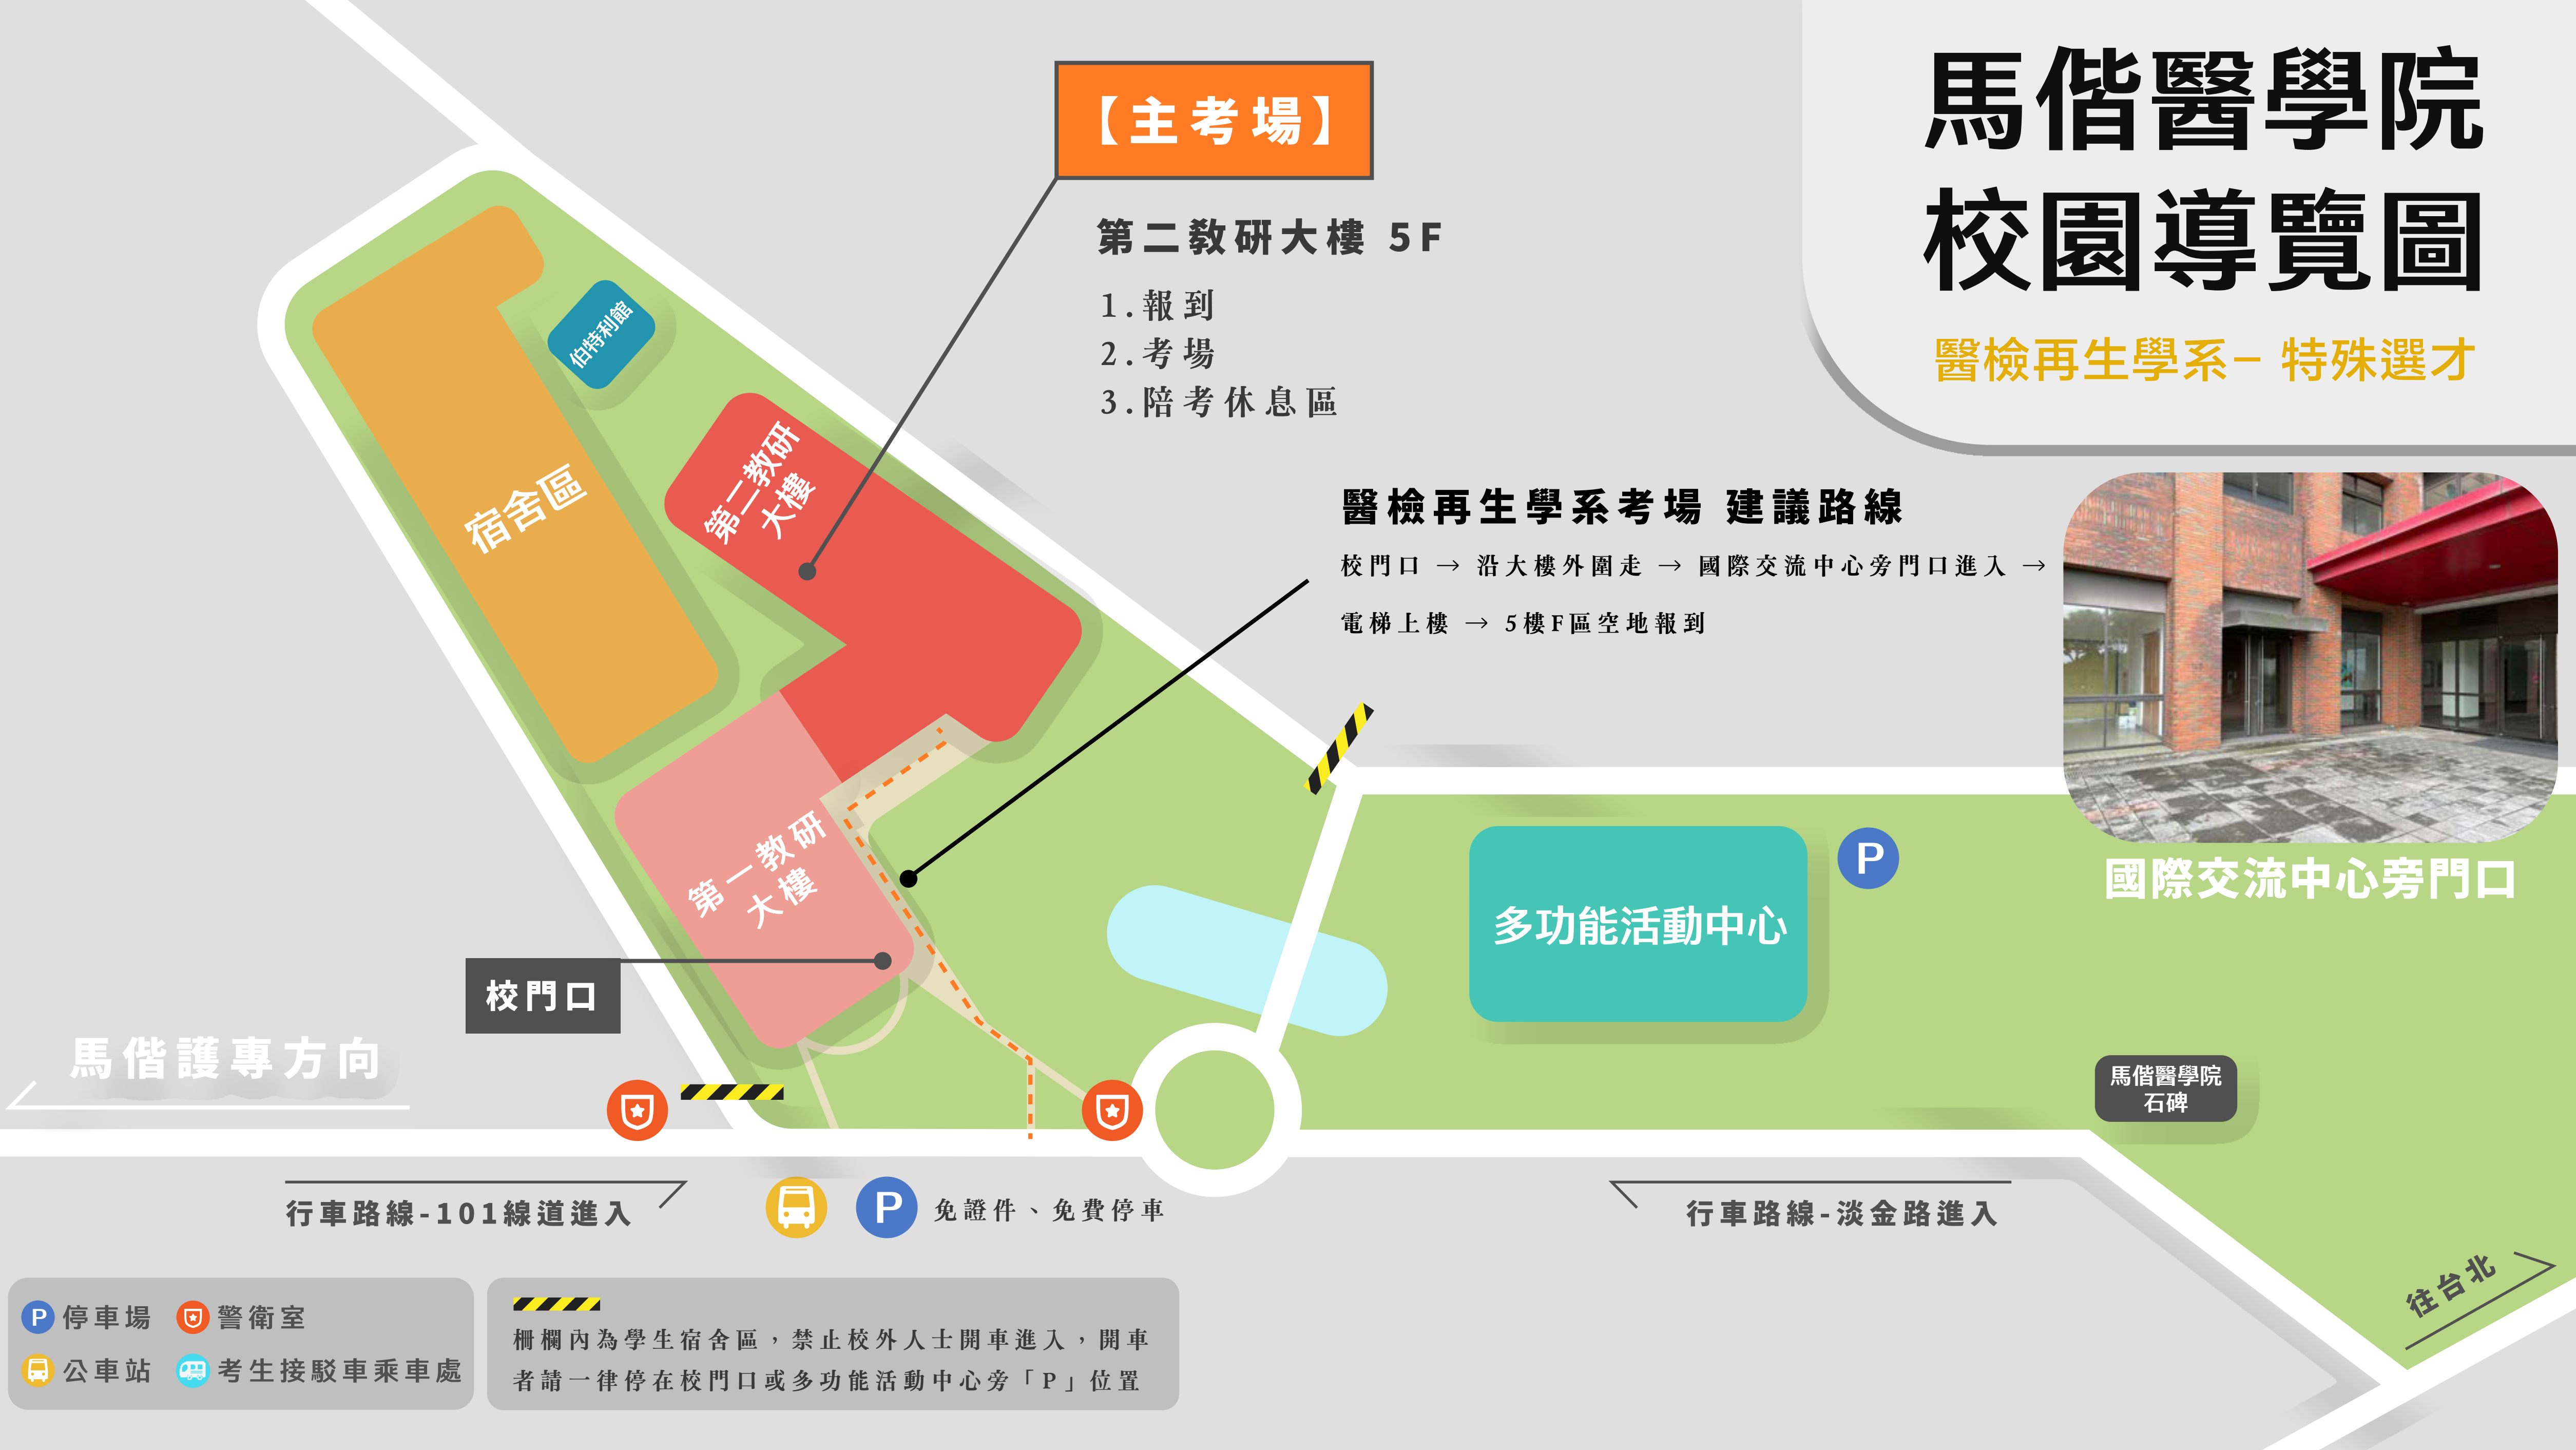 馬偕醫學院
校園導覽圖
醫檢再生學系- 特殊選才
【主考場】
第二教研大樓 5F
1.報到
2.考場
3.陪考休息區
醫檢再生學系考場 建議路線
校門口 → 沿大樓外圍走 → 國際交流中心旁門口進入 →
電梯上樓 → 5樓F區空地報到
國際交流中心旁門口
伯特利館
宿舍區
第二教研
大樓
第一教研
大樓
校門口
多功能活動中心
P
馬偕醫學院
石碑
馬偕護專方向
行車路線-101線道進入
P
免證件、免費停車
行車路線-淡金路進入
往台北
P 停車場
警衛室
公車站
考生接駁車乘車處
柵欄內為學生宿舍區，禁止校外人士開車進入，開車
者請一律停在校門口或多功能活動中心旁「P」位置